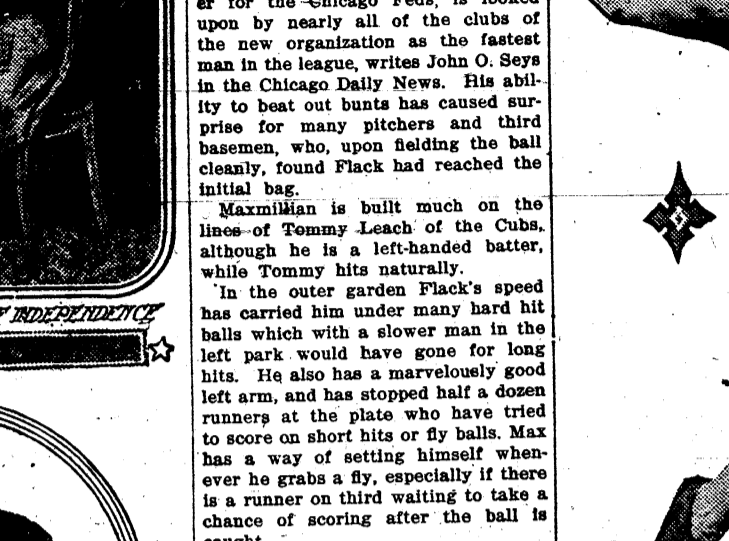 er for the Chicago Feds, is looked
upon by nearly all of the clubs of
the new organization as the fastest
man in the league, writes John O. Seys
in the Chicago Daily News. His abil-
ity to beat out bunts has caused sur-
prise for many pitchers and third
basemen, who, upon fielding the ball
cleanly, found Flack had reached the
initial bag.
Maxmillian is built much on the
lines of Tommy Leach of the Cubs,
although he is a left-handed batter,
while Tommy hits naturally.
In the outer garden Flack's speed
has carried him under many hard hit
balls which with a slower man in the
left park would have gone for long
hits. He also has a marvelously good
left arm, and has stopped half a dozen
runners at the plate who have tried
to score on short hits or fly balls. Max
has a way of setting himself when-
ever he grabs a fly, especially if there
is a runner on third waiting to take a
chance of scoring after the ball is
caught.
INDEPENDENCE